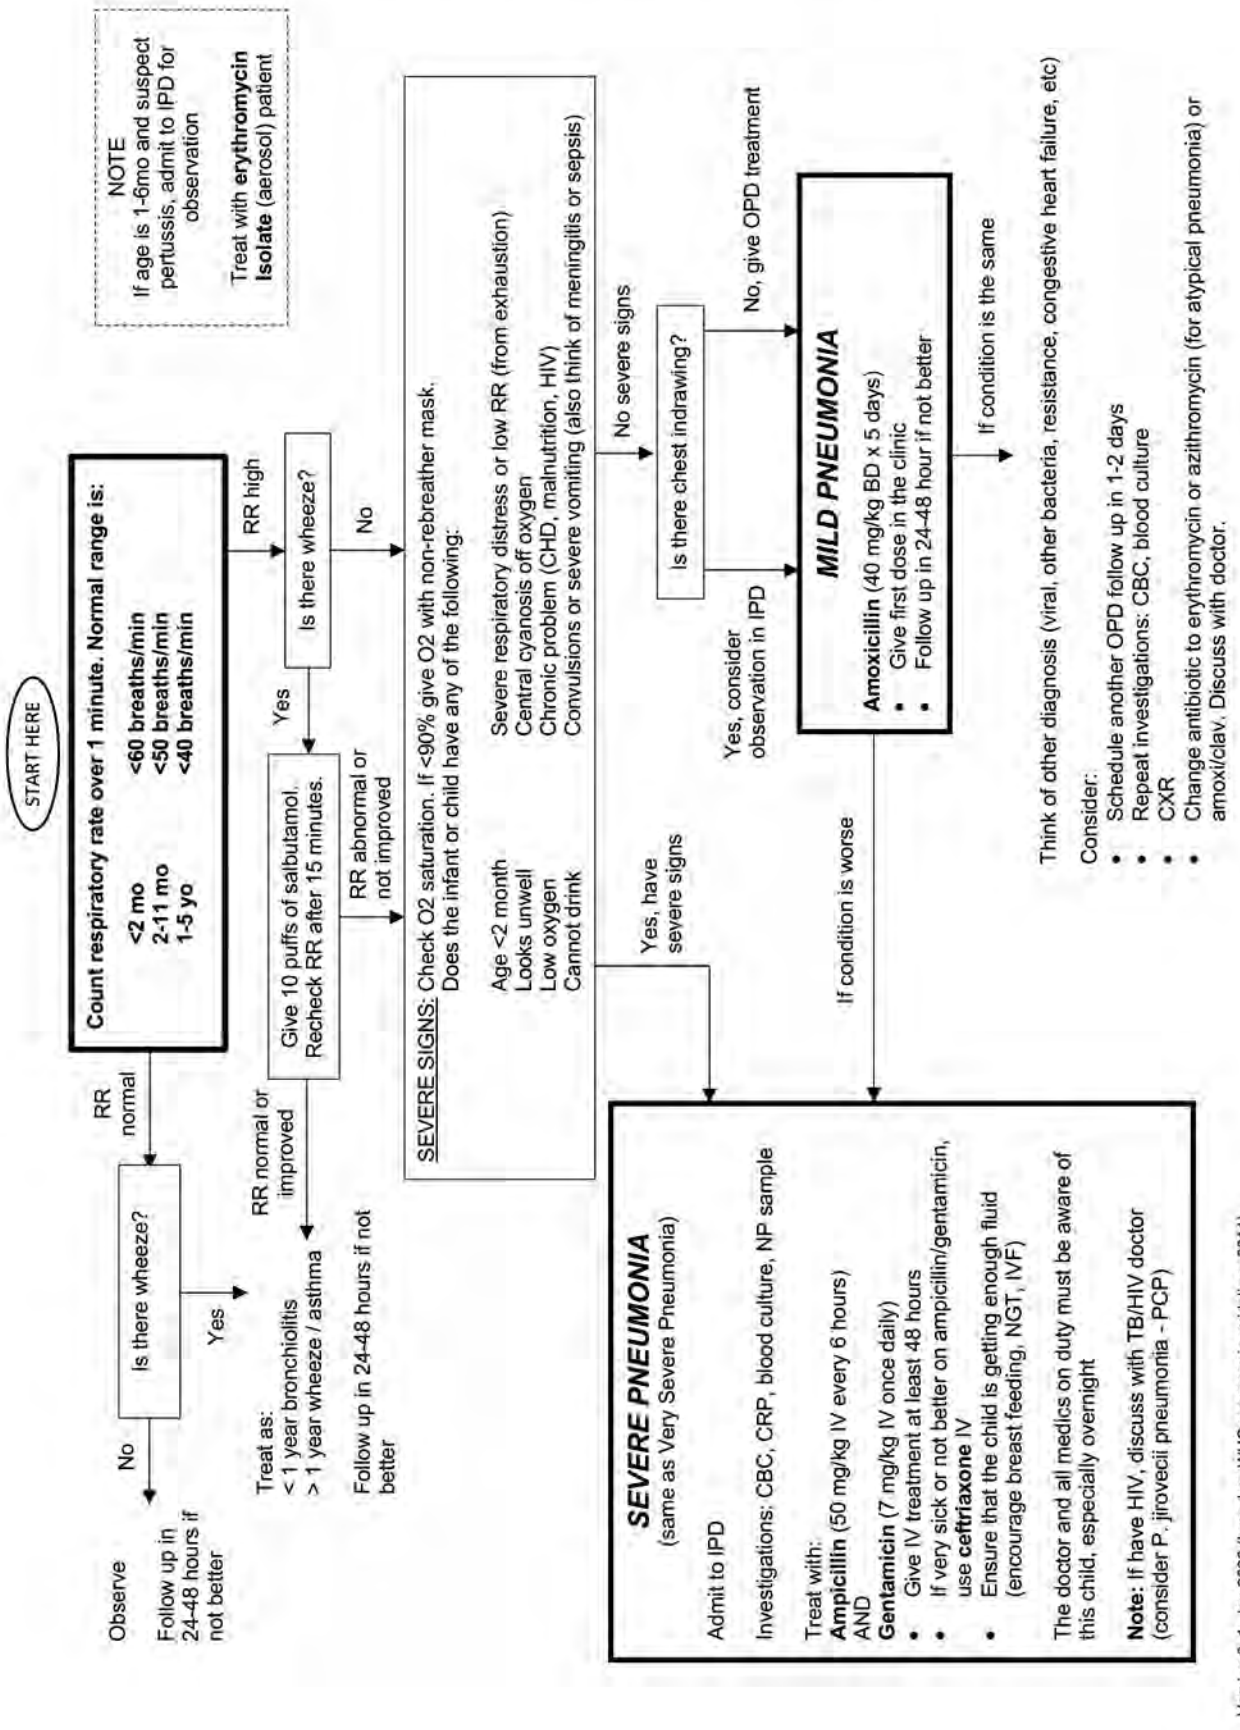 START HERE
Count respiratory rate over 1 minute. Normal range is:
<2 mo <60 breaths/min
2-11 mo <50 breaths/min
1-5 yo <40 breaths/min
NOTE
If age is 1-6mo and suspect
pertussis, admit to IPD for
observation
Treat with erythromycin
Isolate (aerosol) patient
RR
normal
Is there wheeze?
No
Observe
Follow up in
24-48 hours if
not better
Yes
RR high
Is there wheeze?
Yes
No
Give 10 puffs of salbutamol.
Recheck RR after 15 minutes.
RR normal or
improved
Treat as:
< 1 year bronchiolitis
> 1 year wheeze / asthma
Follow up in 24-48 hours if not
better
RR abnormal or
not improved
SEVERE SIGNS: Check O2 saturation. If <90% give O2 with non-rebreather mask.
Does the infant or child have any of the following:
Age <2 month Severe respiratory distress or low RR (from exhaustion)
Looks unwell Central cyanosis off oxygen
Low oxygen Chronic problem (CHD, malnutrition, HIV)
Cannot drink Convulsions or severe vomiting (also think of meningitis or sepsis)
Yes, have
severe signs
No severe signs
Is there chest indrawing?
Yes, consider
observation in IPD
No, give OPD treatment
MILD PNEUMONIA
Amoxicillin (40 mg/kg BD x 5 days)
• Give first dose in the clinic
• Follow up in 24-48 hour if not better
If condition is worse
If condition is the same
SEVERE PNEUMONIA
(same as Very Severe Pneumonia)
Admit to IPD
Investigations: CBC, CRP, blood culture, NP sample
Treat with:
Ampicillin (50 mg/kg IV every 6 hours)
AND
Gentamicin (7 mg/kg IV once daily)
• Give IV treatment at least 48 hours
• If very sick or not better on ampicillin/gentamicin,
use ceftriaxone IV
• Ensure that the child is getting enough fluid
(encourage breast feeding, NGT, IVF)
The doctor and all medics on duty must be aware of
this child, especially overnight
Note: If have HIV, discuss with TB/HIV doctor
(consider P. jirovecii pneumonia - PCP)
Think of other diagnosis (viral, other bacteria, resistance, congestive heart failure, etc)
Consider:
• Schedule another OPD follow up in 1-2 days
• Repeat investigations: CBC, blood culture
• CXR
• Change antibiotic to erythromycin or azithromycin (for atypical pneumonia) or
amoxi/clav. Discuss with doctor.